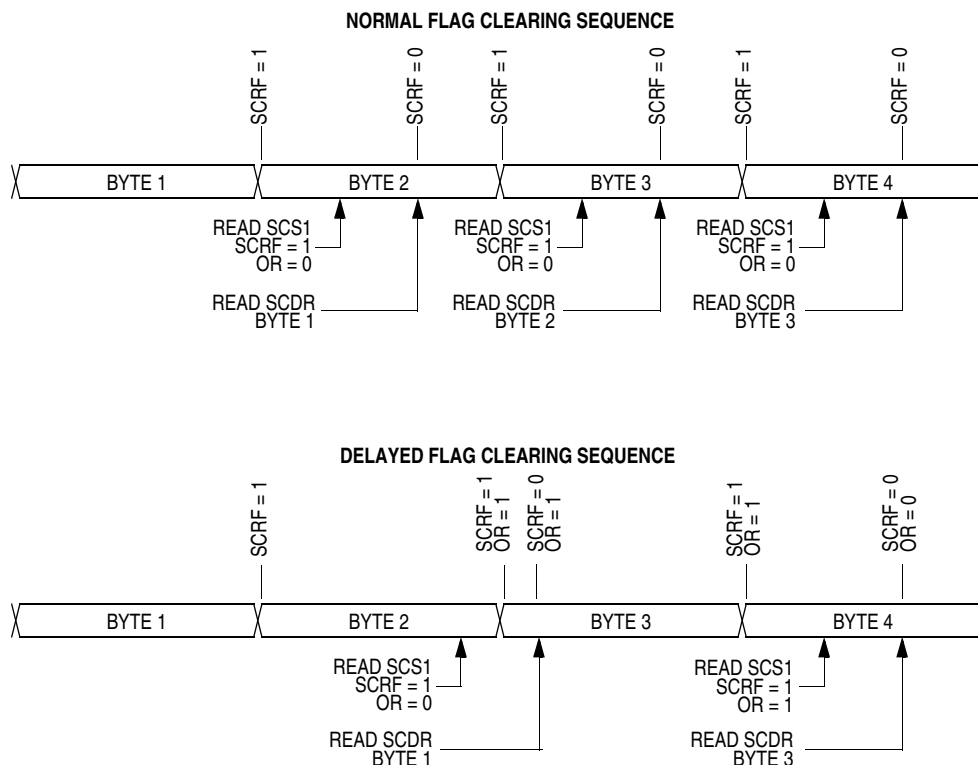 NORMAL FLAG CLEARING SEQUENCE
SCRF = 1
SCRF = 0
SCRF = 1
SCRF = 0
SCRF = 1
SCRF = 0
BYTE 1
BYTE 2
BYTE 3
BYTE 4
READ SCS1
SCRF = 1
OR = 0
READ SCS1
SCRF = 1
OR = 0
READ SCS1
SCRF = 1
OR = 0
READ SCDR
BYTE 1
READ SCDR
BYTE 2
READ SCDR
BYTE 3
DELAYED FLAG CLEARING SEQUENCE
SCRF = 1
SCRF = 1
OR = 1
SCRF = 0
OR = 1
SCRF = 1
OR = 1
SCRF = 0
OR = 0
BYTE 1
BYTE 2
BYTE 3
BYTE 4
READ SCS1
SCRF = 1
OR = 0
READ SCS1
SCRF = 1
OR = 1
READ SCDR
BYTE 1
READ SCDR
BYTE 3